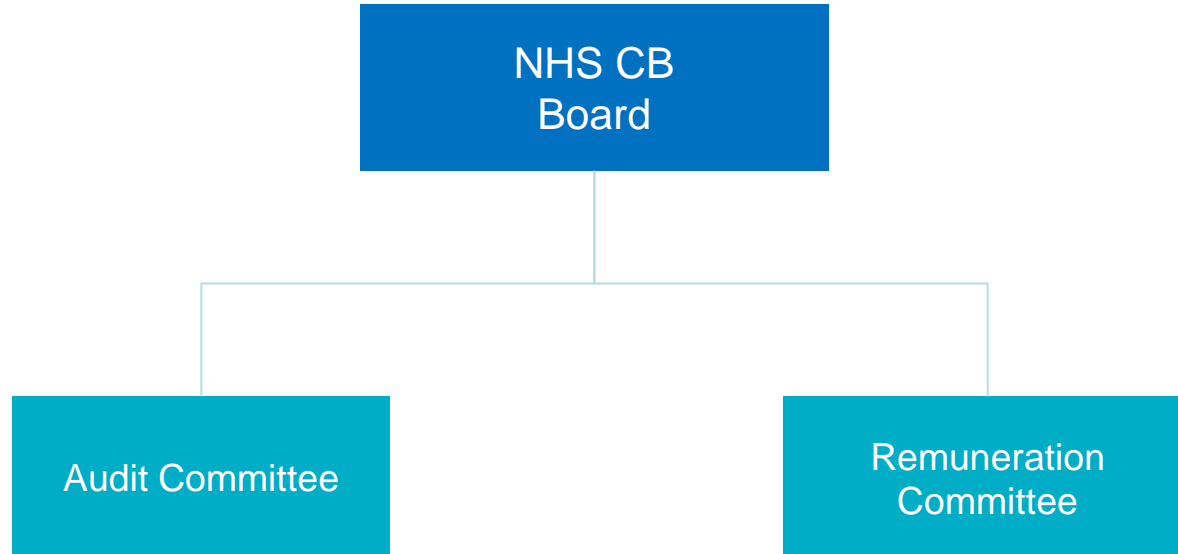 NHS CB
Board
Audit Committee
Remuneration
Committee